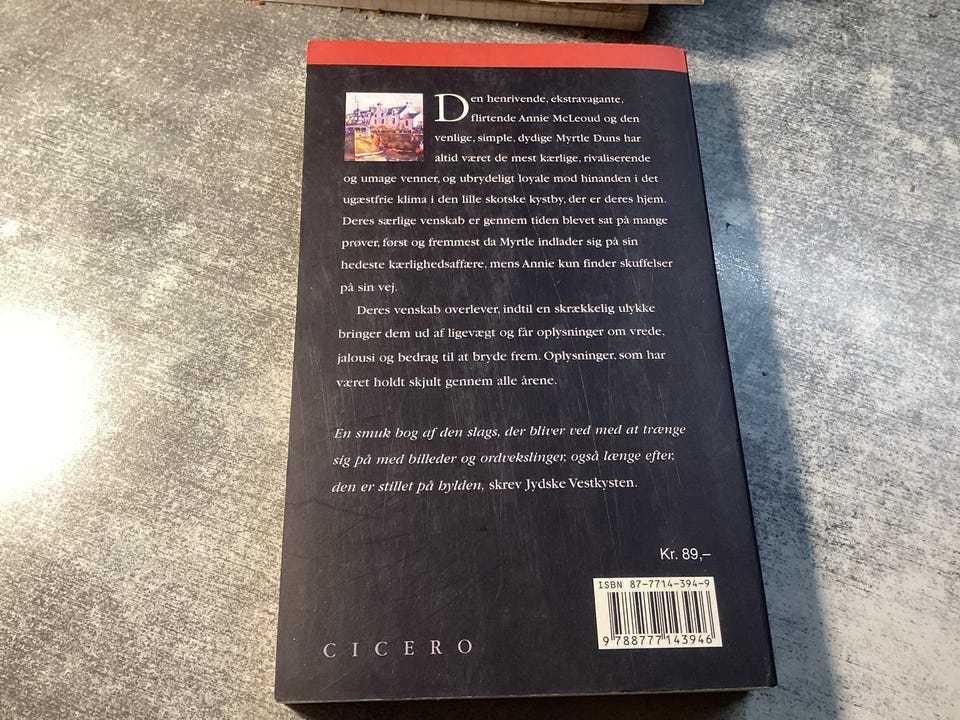 Den henrivende, ekstravagante,
flirtende Annie McLeoud og den
venlige, simple, dydige Myrtle Duns har
altid været de mest kærlige, rivaliserende
og umage venner, og ubrydeligt loyale mod hinanden i det
ugæstfrie klima i den lille skotske kystby, der er deres hjem.
Deres særlige venskab er gennem tiden blevet sat på mange
prøver, først og fremmest da Myrtle indlader sig på sin
hedeste kærlighedsaffære, mens Annie kun finder skuffelser
på sin vej.
Deres venskab overlever, indtil en skrækkelig ulykke
bringer dem ud af ligevægt og får oplysninger om vrede,
jalousi og bedrag til at bryde frem. Oplysninger, som har
været holdt skjult gennem alle årene.
En smuk bog af den slags, der bliver ved med at trænge
sig på med billeder og ordvekslinger, også længe efter,
den er stillet på hylden, skrev Jydske Vestkysten.
Kr. 89,–
ISBN 87-7714-394-9
9 788777 143946
CICERO